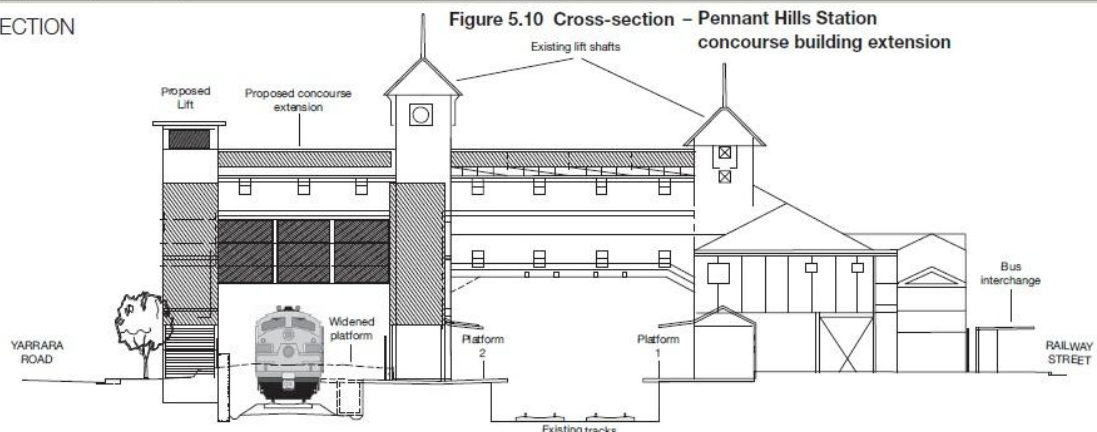 ECTION
Figure 5.10 Cross-section – Pennant Hills Station
concourse building extension
Existing lift shafts
Proposed
Lift
Proposed concourse
extension
Bus
interchange
Widened
platform
Platform
2
Platform
1
YARRARA
ROAD
RAILWAY
STREET
Existing tracks